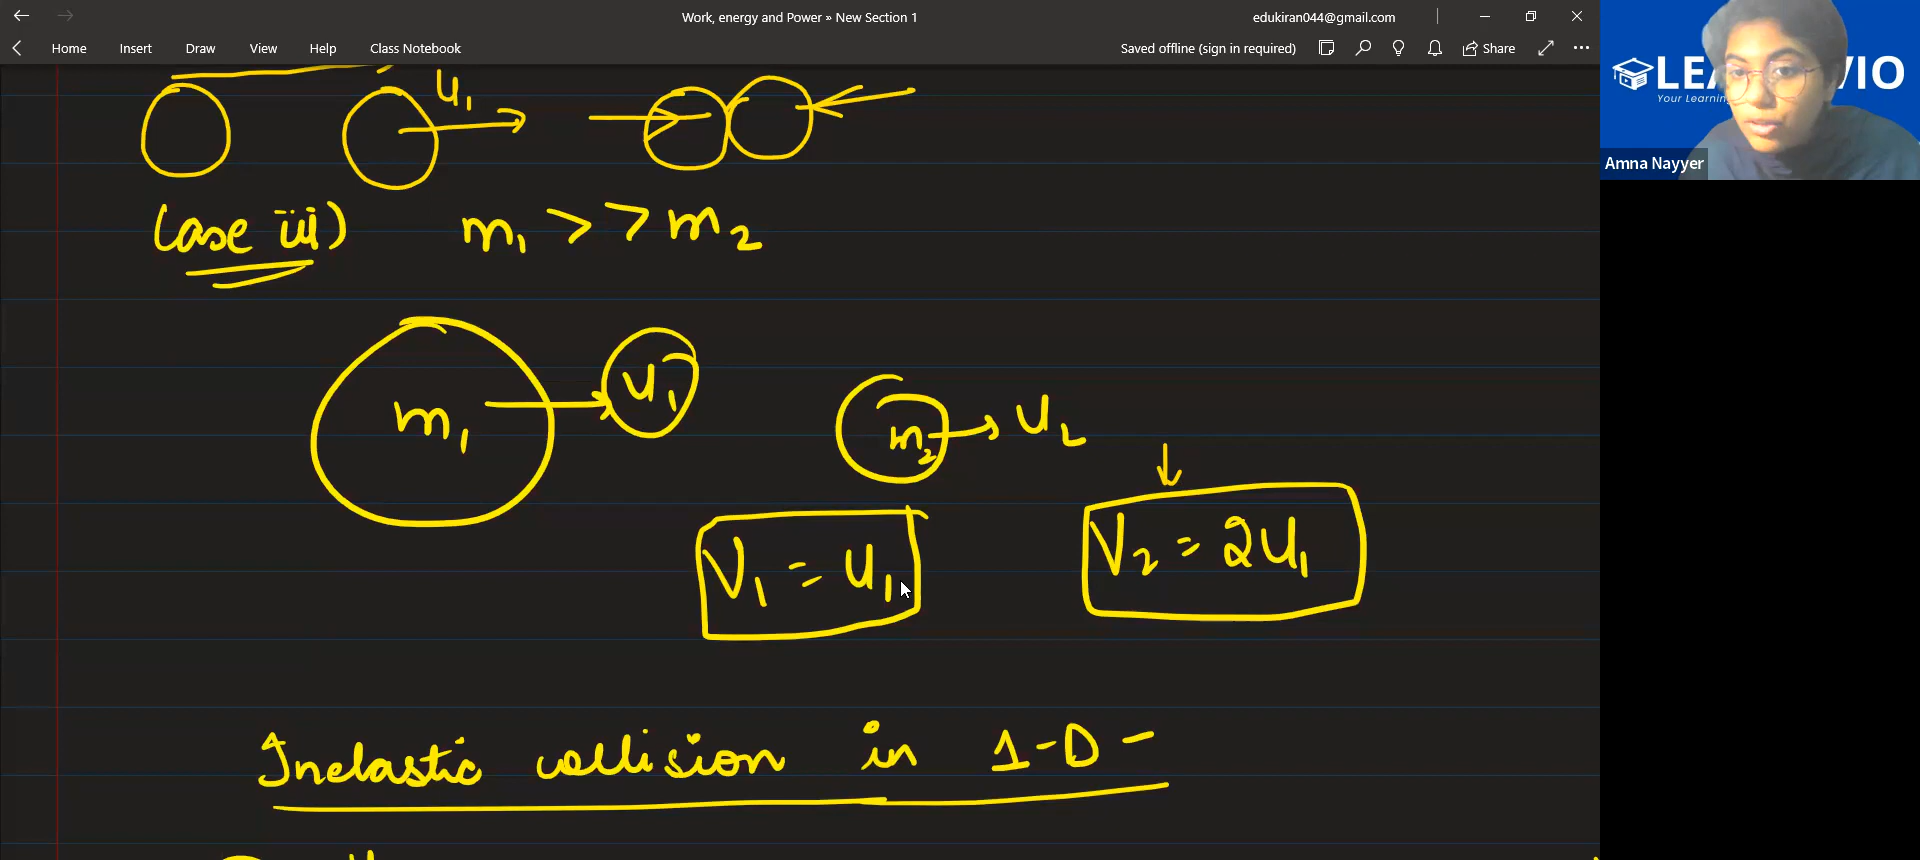 Work, energy and Power » New Section 1
edukiran044@gmail.com
Home Insert Draw View Help Class Notebook
Saved offline (sign in required)
Share
LEA VIO
Your Learnin
Amna Nayyer
u₁
Case iii)
m₁ >> m₂
m₁
u₁
m₂
u₂
V₁ = u₁
V₂ = 2u₁
Inelastic collision in 1-D -